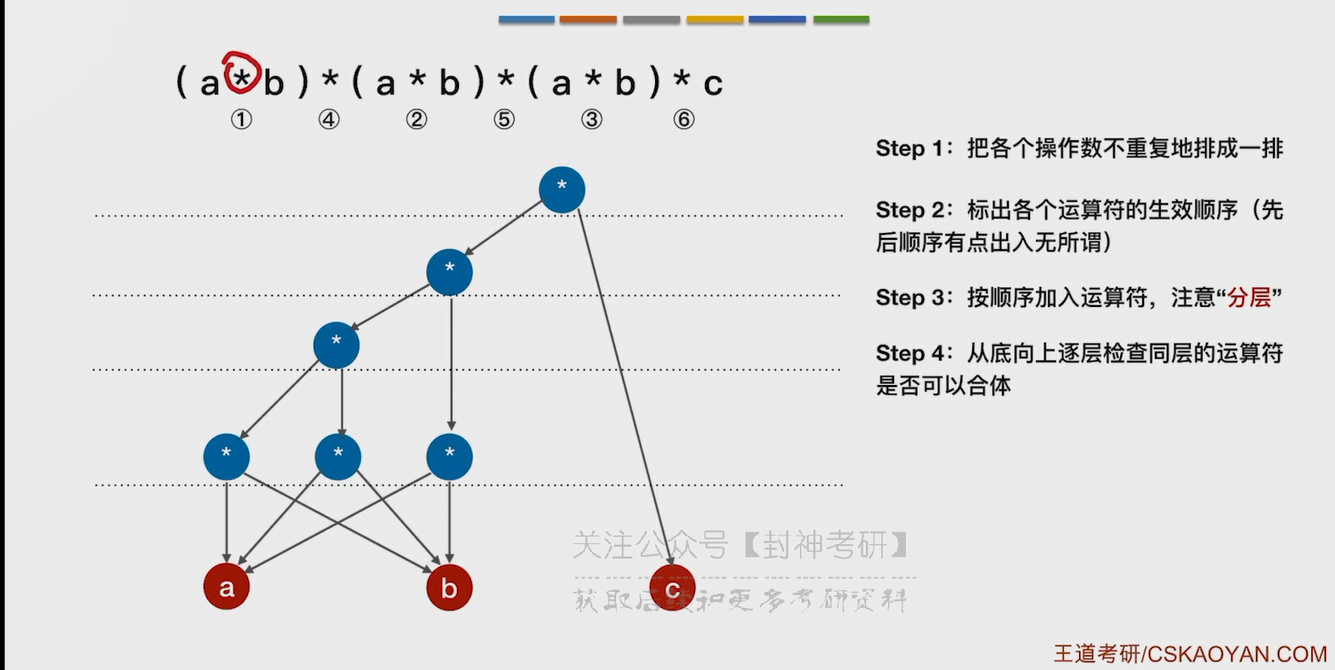 ( a * b ) * ( a * b ) * ( a * b ) * c
① ④ ② ⑤ ③ ⑥
Step 1：把各个操作数不重复地排成一排
Step 2：标出各个运算符的生效顺序（先
后顺序有点出入无所谓）
Step 3：按顺序加入运算符，注意“分层”
Step 4：从底向上逐层检查同层的运算符
是否可以合体
*
*
*
* * *
a b c
关注公众号【封神考研】
获取后续和更多考研资料
王道考研/CSKAOYAN.COM